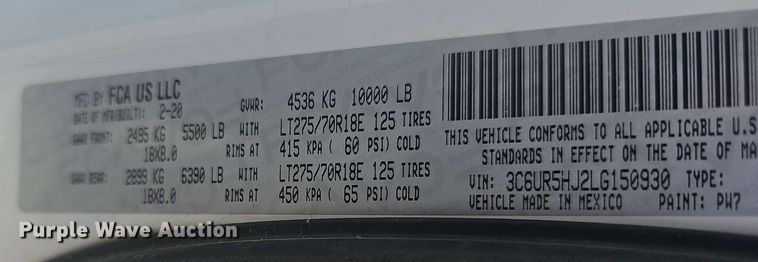 MFD BY FCA US LLC
DATE OF MFR(BUILT): 2-20 GVWR: 4536 KG 10000 LB
GAWR FRONT: 2495 KG 5500 LB WITH LT275/70R18E 125 TIRES
18X8.0 RIMS AT 415 KPA ( 60 PSI) COLD
GAWR REAR: 2899 KG 6390 LB WITH LT275/70R18E 125 TIRES
18X8.0 RIMS AT 450 KPA ( 65 PSI) COLD
THIS VEHICLE CONFORMS TO ALL APPLICABLE U.S
STANDARDS IN EFFECT ON THE DATE OF MA
VIN: 3C6UR5HJ2LG150930 TYPE:
VEHICLE MADE IN MEXICO PAINT: PW7
Purple Wave Auction